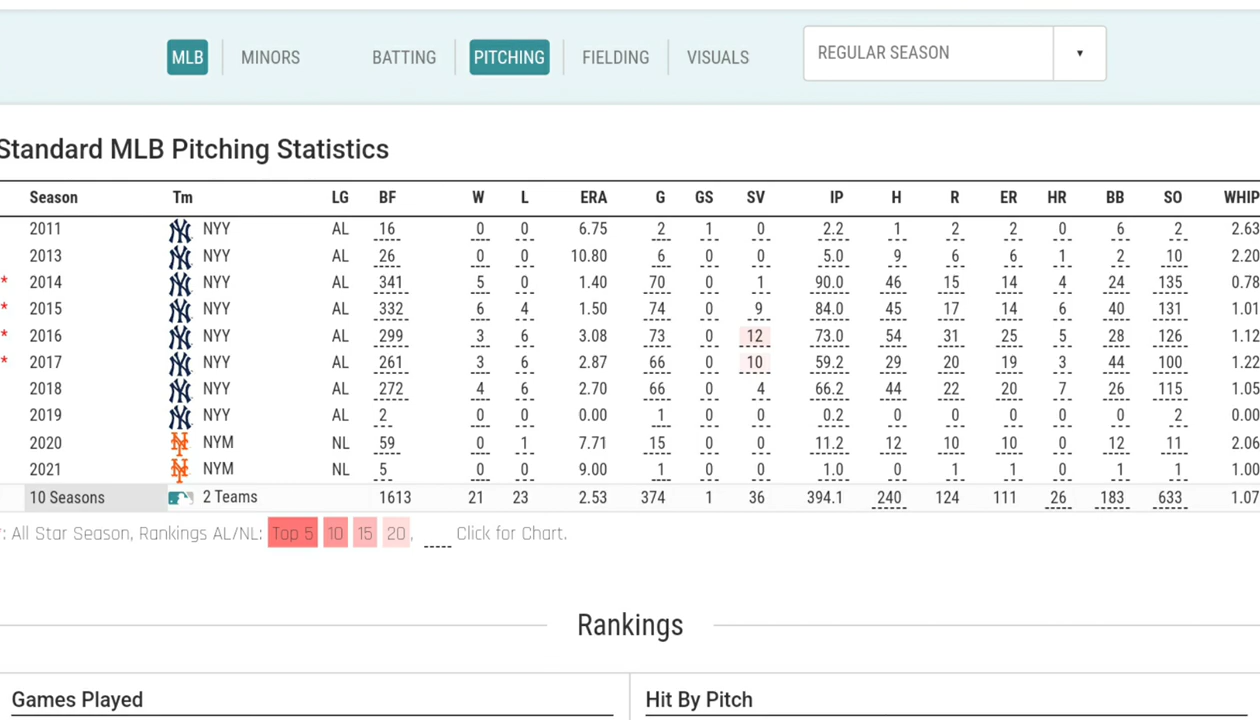 MLB MINORS BATTING PITCHING FIELDING VISUALS REGULAR SEASON
Standard MLB Pitching Statistics
Season Tm LG BF W L ERA G GS SV IP H R ER HR BB SO WHIP
2011 NYY AL 16 0 0 6.75 2 1 0 2.2 1 2 2 0 6 2 2.63
2013 NYY AL 26 0 0 10.80 6 0 0 5.0 9 6 6 1 2 10 2.20
* 2014 NYY AL 341 5 0 1.40 70 0 1 90.0 46 15 14 4 24 135 0.78
* 2015 NYY AL 332 6 4 1.50 74 0 9 84.0 45 17 14 6 40 131 1.01
* 2016 NYY AL 299 3 6 3.08 73 0 12 73.0 54 31 25 5 28 126 1.12
* 2017 NYY AL 261 3 6 2.87 66 0 10 59.2 29 20 19 3 44 100 1.22
2018 NYY AL 272 4 6 2.70 66 0 4 66.2 44 22 20 7 26 115 1.05
2019 NYY AL 2 0 0 0.00 1 0 0 0.2 0 0 0 0 0 2 0.00
2020 NYM NL 59 0 1 7.71 15 0 0 11.2 12 10 10 0 12 11 2.06
2021 NYM NL 5 0 0 9.00 1 0 0 1.0 0 1 1 0 1 1 1.00
10 Seasons 2 Teams 1613 21 23 2.53 374 1 36 394.1 240 124 111 26 183 633 1.07
: All Star Season, Rankings AL/NL: Top 5 10 15 20, Click for Chart.
Rankings
Games Played
Hit By Pitch